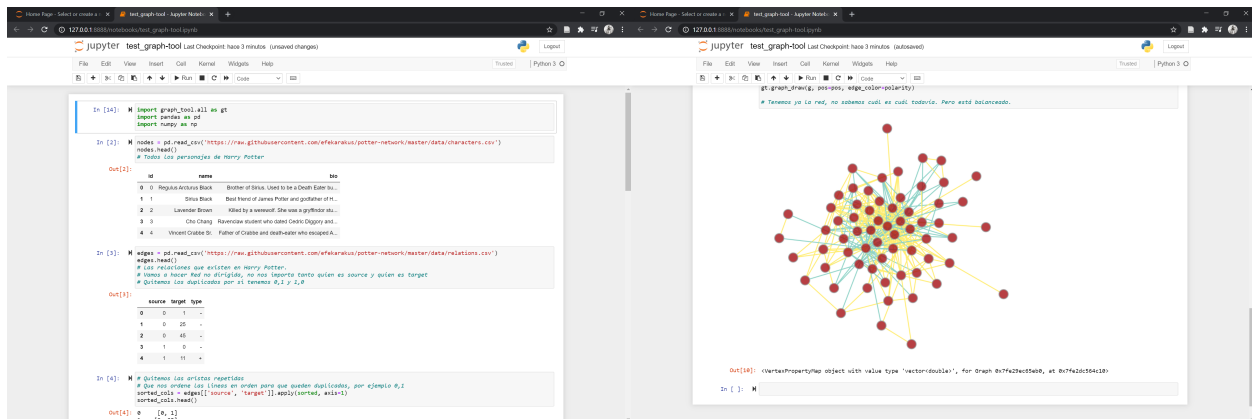 Home Page - Select or create a n
test_graph-tool - Jupyter Notebo
127.0.0.1:8888/notebooks/test_graph-tool.ipynb
jupyter test_graph-tool Last Checkpoint: hace 3 minutos (unsaved changes)
Logout
File Edit View Insert Cell Kernel Widgets Help
Trusted
Python 3
Run
Code
In [14]:
import graph_tool.all as gt
import pandas as pd
import numpy as np
In [2]:
nodes = pd.read_csv('https://raw.githubusercontent.com/efekarakus/potter-network/master/data/characters.csv')
nodes.head()
# Todos los personajes de Harry Potter
Out[2]:
id name bio
0 0 Regulus Arcturus Black Brother of Sirius. Used to be a Death Eater bu...
1 1 Sirius Black Best friend of James Potter and godfather of H...
2 2 Lavender Brown Killed by a werewolf. She was a gryffindor stu...
3 3 Cho Chang Ravenclaw student who dated Cedric Diggory and...
4 4 Vincent Crabbe Sr. Father of Crabbe and death-eater who escaped A...
In [3]:
edges = pd.read_csv('https://raw.githubusercontent.com/efekarakus/potter-network/master/data/relations.csv')
edges.head()
# Las relaciones que existen en Harry Potter.
# Vamos a hacer Red no dirigida, no nos importa tanto quien es source y quien es target
# Quitemos los duplicados por si tenemos 0,1 y 1,0
Out[3]:
source target type
0 0 1 -
1 0 25 -
2 0 45 -
3 1 0 -
4 1 11 +
In [4]:
# Quitemos las aristas repetidas
# Que nos ordene las lineas en orden para que queden duplicadas, por ejemplo 0,1
sorted_cols = edges[['source', 'target']].apply(sorted, axis=1)
sorted_cols.head()
Out[4]: 0 [0, 1]
Home Page - Select or create a n
test_graph-tool - Jupyter Notebo
127.0.0.1:8888/notebooks/test_graph-tool.ipynb
jupyter test_graph-tool Last Checkpoint: hace 3 minutos (autosaved)
Logout
File Edit View Insert Cell Kernel Widgets Help
Trusted
Python 3
Run
Code
gt.graph_draw(g, pos=pos, edge_color=polarity)
# Tenemos ya la red, no sabemos cuál es cuál todavía. Pero está balanceado.
Out[10]: <VertexPropertyMap object with value type 'vector<double>', for Graph 0x7fe29ec65eb0, at 0x7fe2dc564c10>
In [ ]: